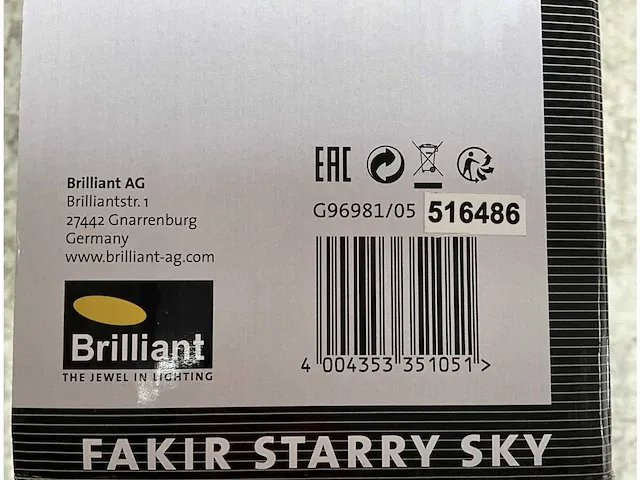 Brilliant AG
Brilliantstr. 1
27442 Gnarrenburg
Germany
www.brilliant-ag.com
Brilliant
THE JEWEL IN LIGHTING
EAC
G96981/05 516486
4 004353 351051 >
FAKIR STARRY SKY